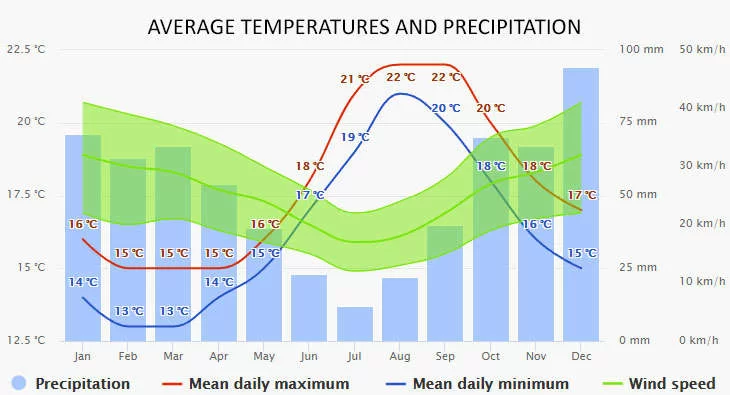 AVERAGE TEMPERATURES AND PRECIPITATION
22.5 °C 100 mm 50 km/h
21 °C 22 °C 22 °C
20 °C 20 °C 40 km/h
20 °C 75 mm
19 °C
18 °C 18 °C 18 °C 30 km/h
17.5 °C 17 °C 17 °C 50 mm
16 °C 16 °C 16 °C 20 km/h
15 °C 15 °C 15 °C 15 °C 15 °C
15 °C 25 mm
14 °C 14 °C 10 km/h
13 °C 13 °C
12.5 °C 0 mm 0 km/h
Jan Feb Mar Apr May Jun Jul Aug Sep Oct Nov Dec
Precipitation Mean daily maximum Mean daily minimum Wind speed